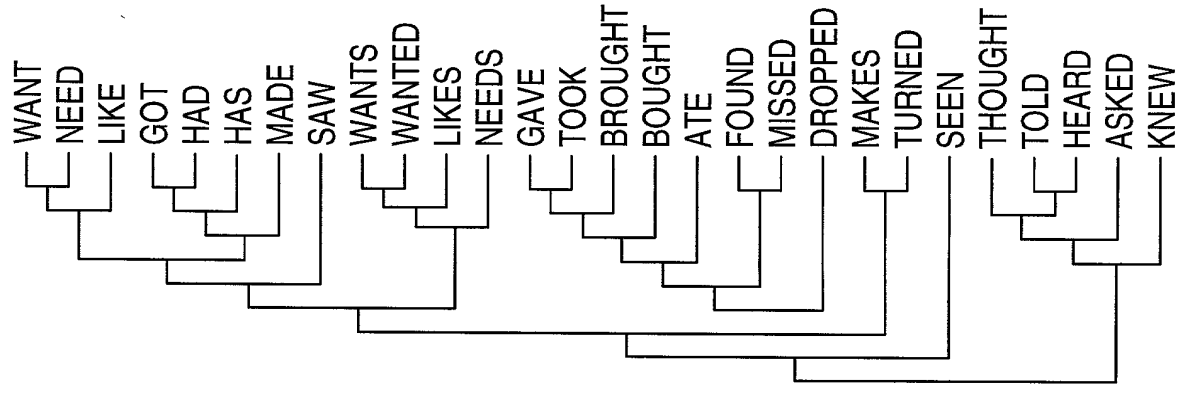 WANT
NEED
LIKE
GOT
HAD
HAS
MADE
SAW
WANTS
WANTED
LIKES
NEEDS
GAVE
TOOK
BROUGHT
BOUGHT
ATE
FOUND
MISSED
DROPPED
MAKES
TURNED
SEEN
THOUGHT
TOLD
HEARD
ASKED
KNEW